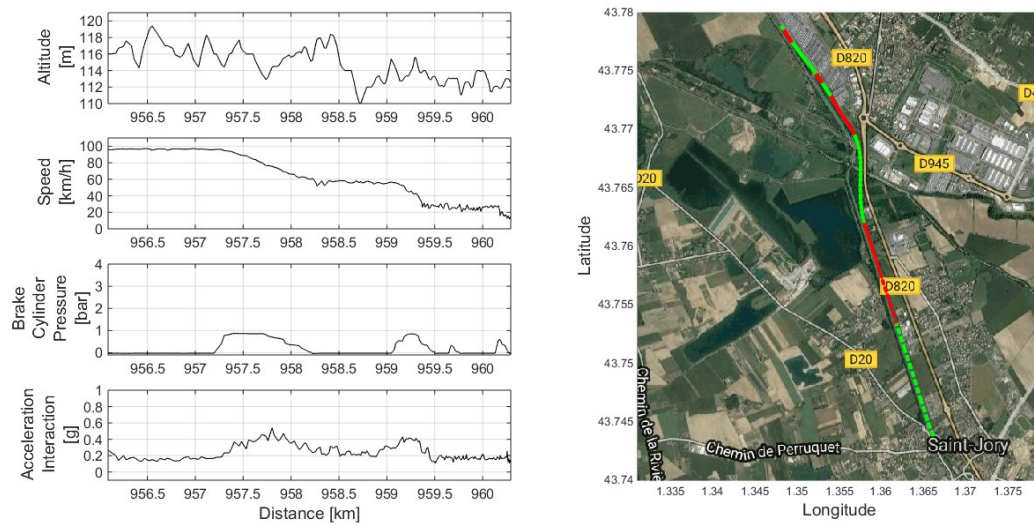 120
118
116
114
112
110
Altitude
[m]
956.5 957 957.5 958 958.5 959 959.5 960
100
80
60
40
20
0
Speed
[km/h]
956.5 957 957.5 958 958.5 959 959.5 960
4
3
2
1
0
Brake
Cylinder
Pressure
[bar]
956.5 957 957.5 958 958.5 959 959.5 960
1
0.8
0.6
0.4
0.2
0
Acceleration
Interaction
[g]
956.5 957 957.5 958 958.5 959 959.5 960
Distance [km]
43.78
43.775
43.77
43.765
43.76
43.755
43.75
43.745
43.74
Latitude
D820
D4
D945
D20
D820
D20
Chemin de la Riviè
Chemin de Perruquet
Saint-Jory
1.335 1.34 1.345 1.35 1.355 1.36 1.365 1.37 1.375
Longitude